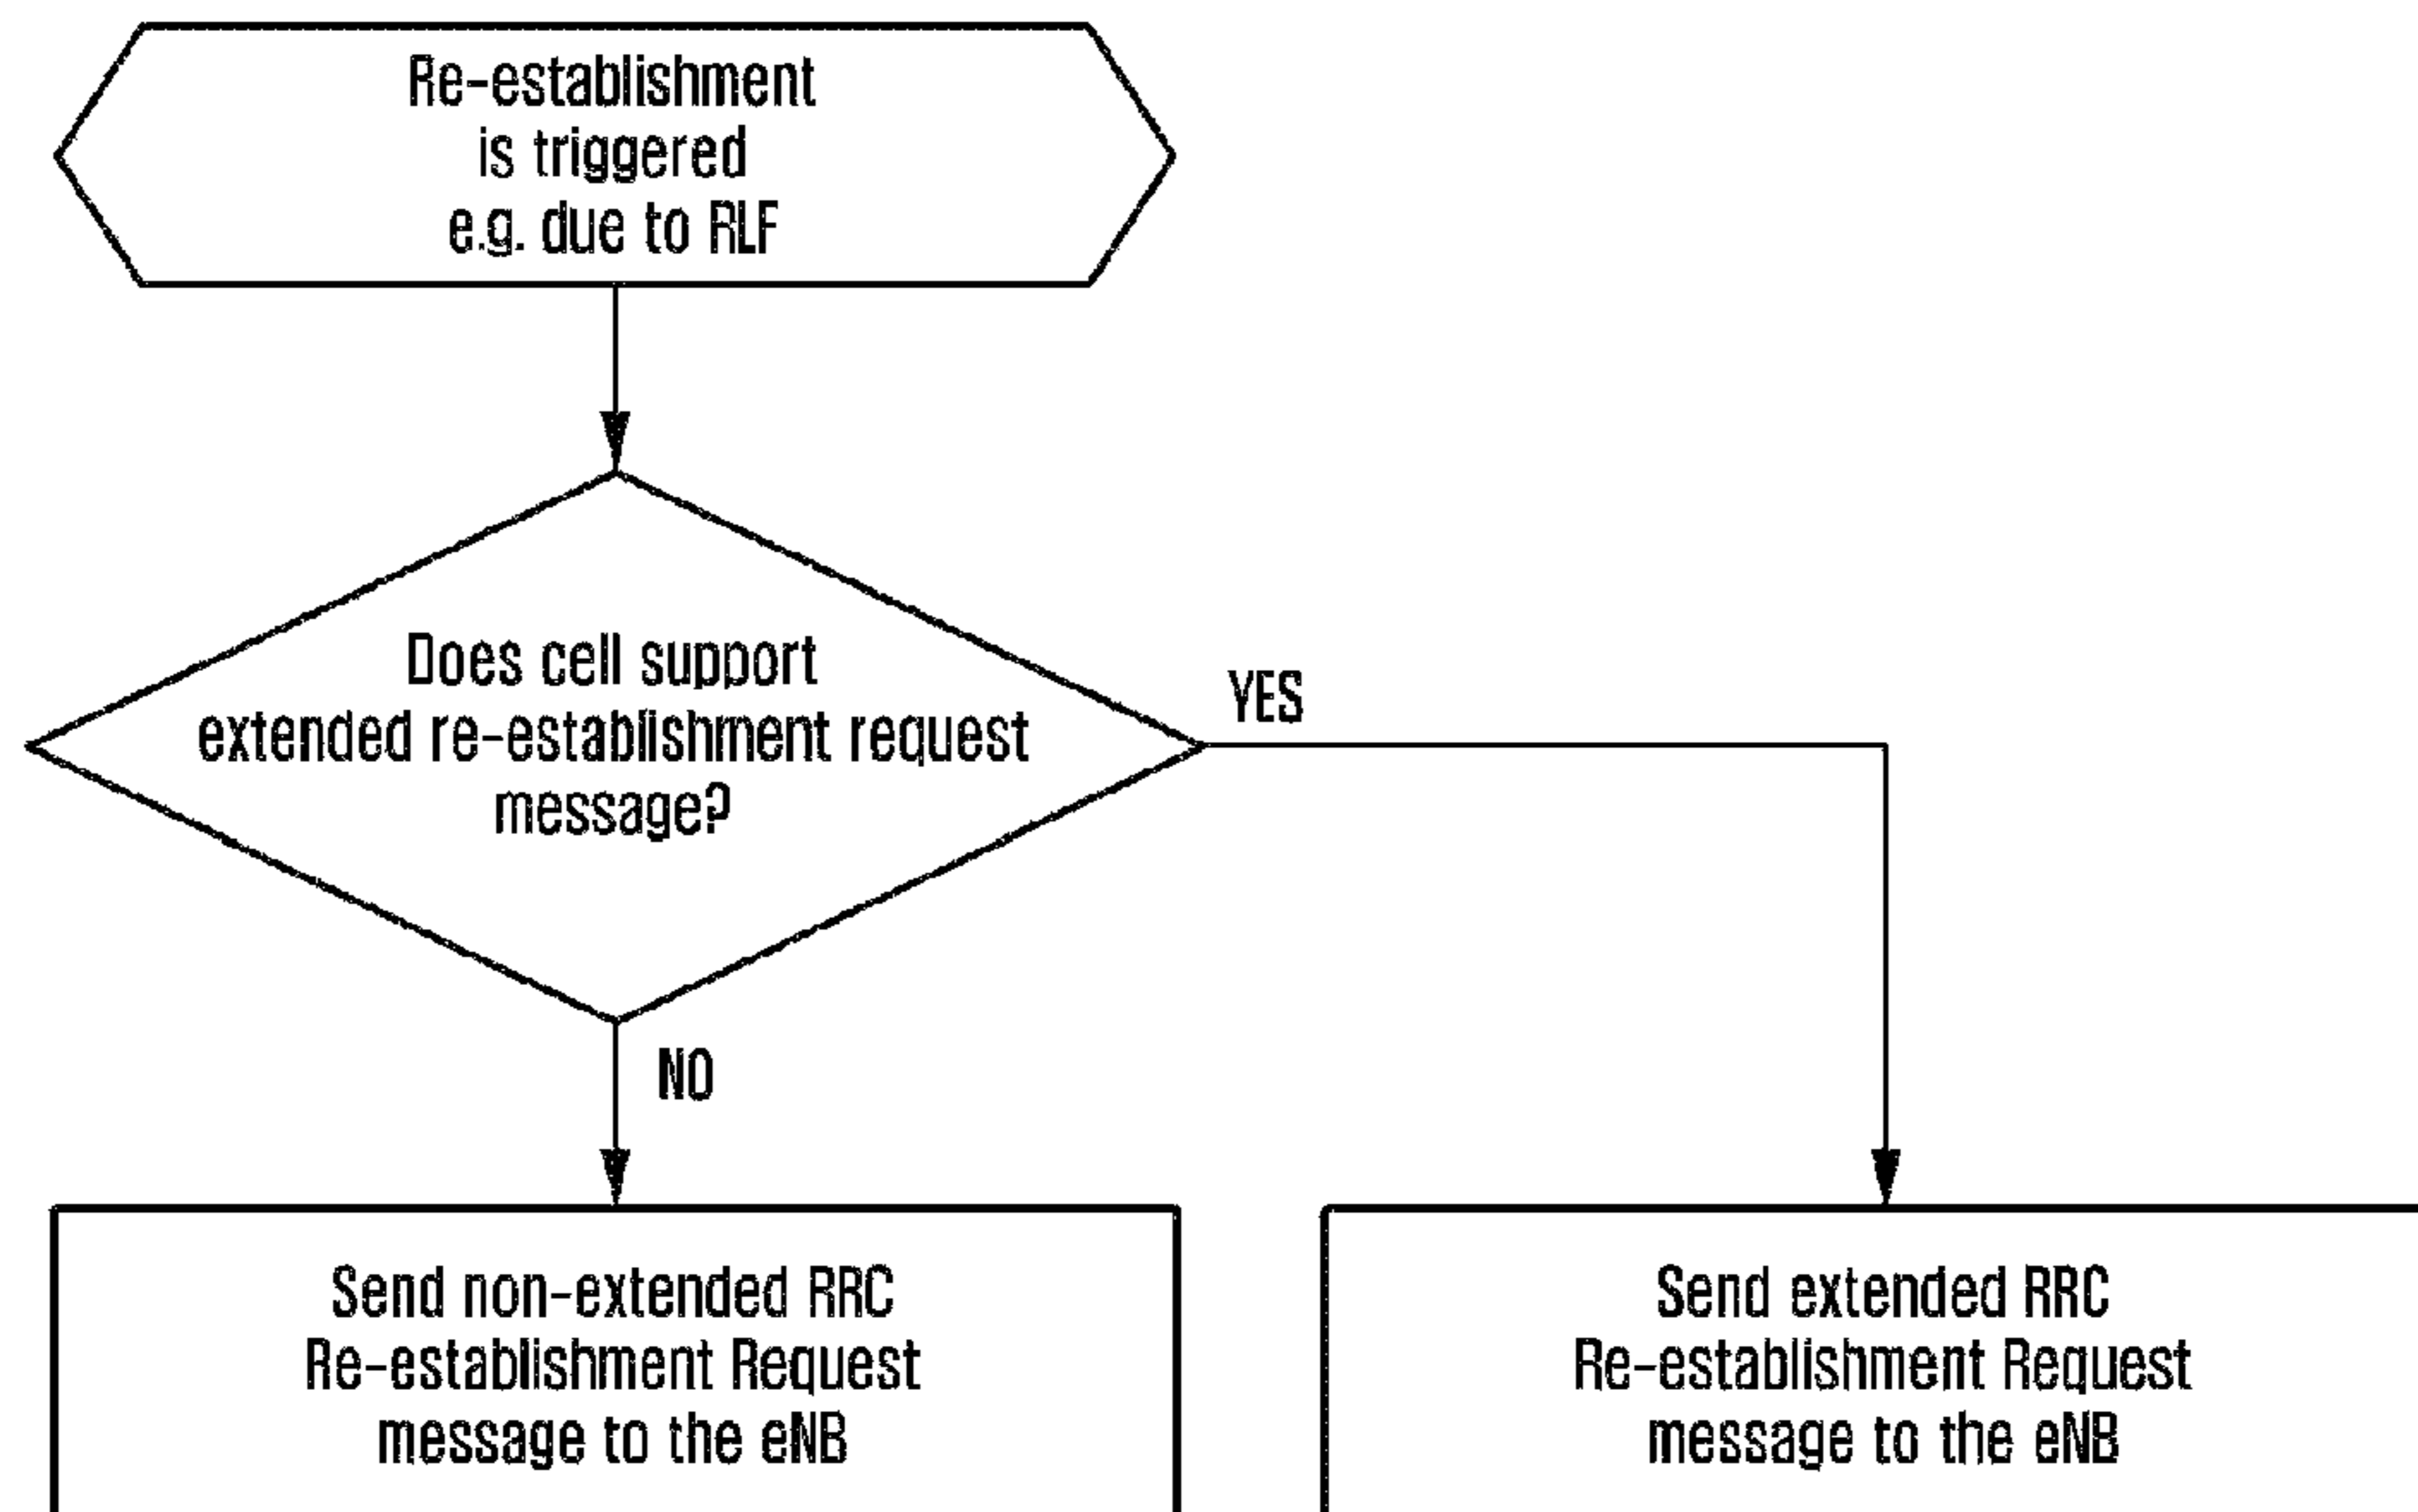 Re-establishment
is triggered
e.g. due to RLF
Does cell support
extended re-establishment request
message?
YES
NO
Send non-extended RRC
Re-establishment Request
message to the eNB
Send extended RRC
Re-establishment Request
message to the eNB